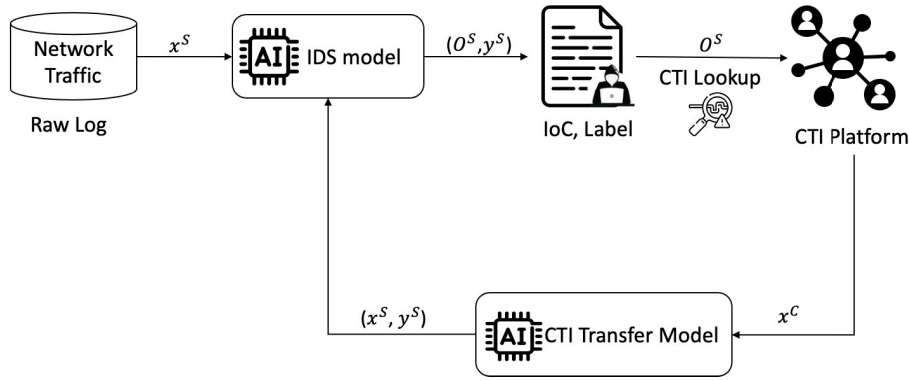 Network
Traffic
Raw Log
x^S
AI
IDS model
(O^S,y^S)
IoC, Label
O^S
CTI Lookup
CTI Platform
x^C
AI
CTI Transfer Model
(x^S, y^S)